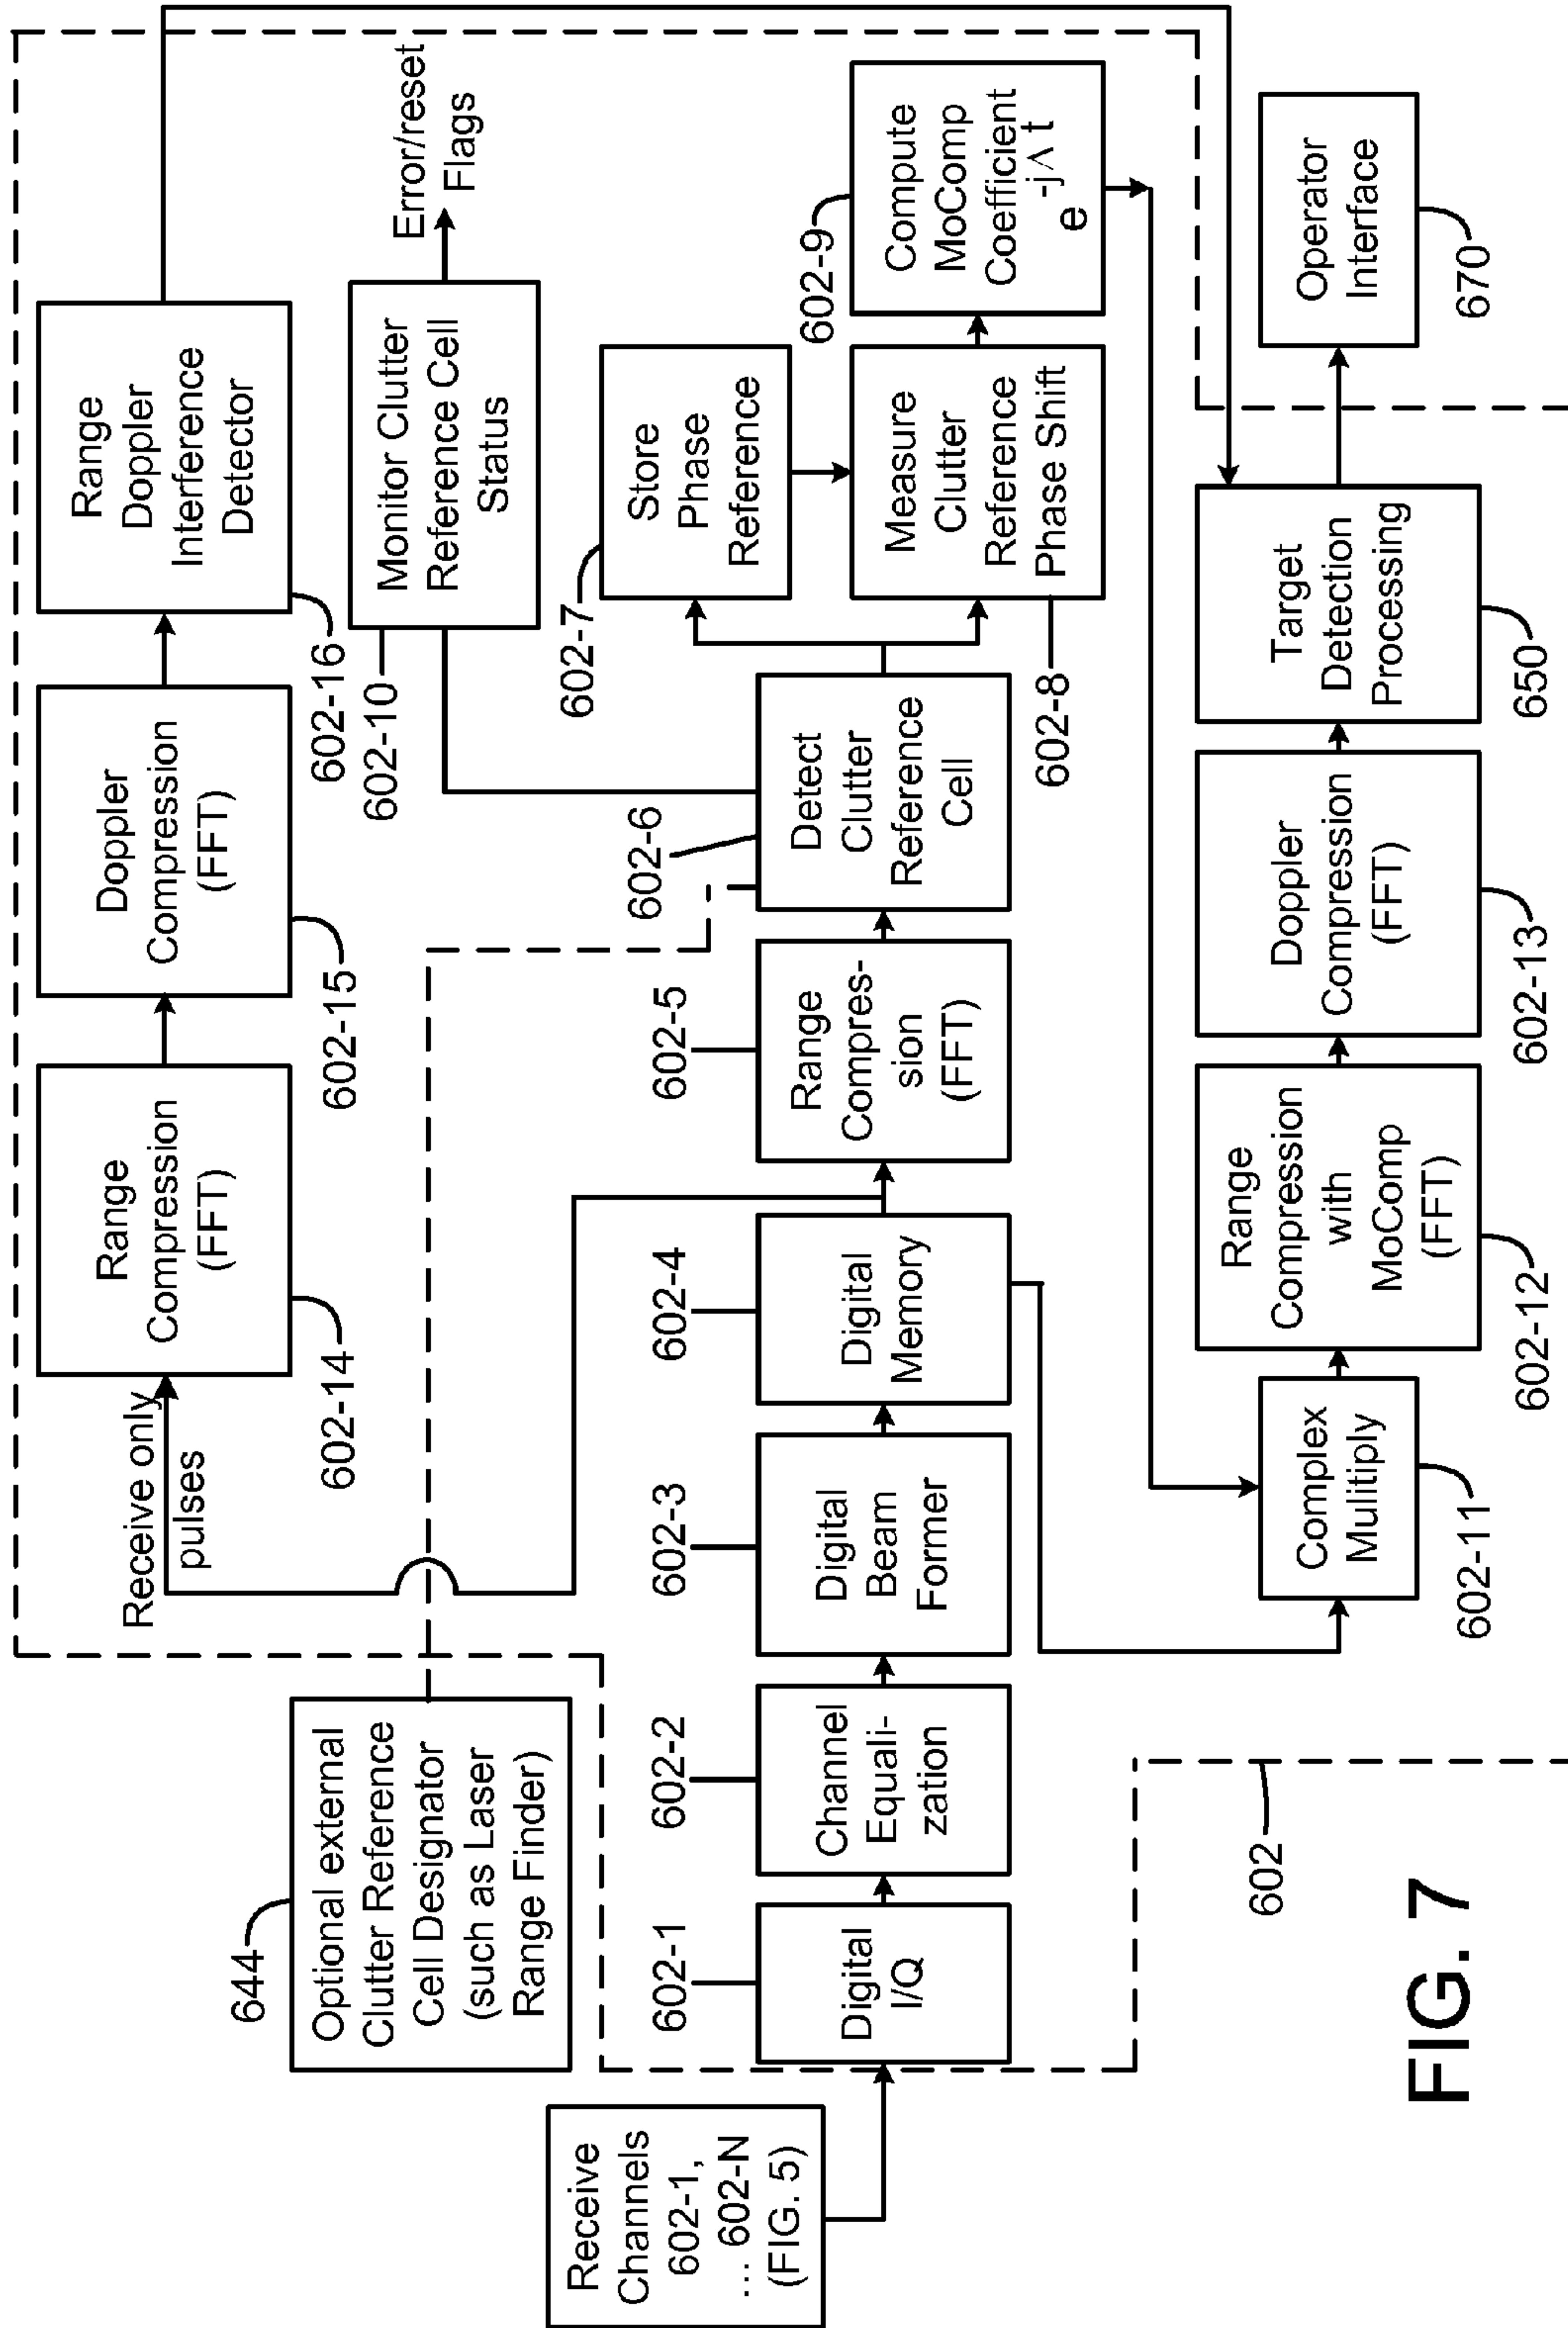 Range
Compression
(FFT)
602-14
Doppler
Compression
(FFT)
602-15
Range
Doppler
Interference
Detector
602-16
Receive only
pulses
644
Optional external
Clutter Reference
Cell Designator
(such as Laser
Range Finder)
602-10
Monitor Clutter
Reference Cell
Status
Error/reset
Flags
602-7
Store
Phase
Reference
Receive
Channels
602-1,
... 602-N
(FIG. 5)
602-1
Digital
I/Q
602-2
Channel
Equali-
zation
602-3
Digital
Beam
Former
602-4
Digital
Memory
602-5
Range
Compres-
sion
(FFT)
602-6
Detect
Clutter
Reference
Cell
602-8
Measure
Clutter
Reference
Phase Shift
602-9
Compute
MoComp
Coefficient
e -j^ t
602
Complex
Mulitiply
602-11
Range
Compression
with
MoComp
(FFT)
602-12
Doppler
Compression
(FFT)
602-13
Target
Detection
Processing
650
Operator
Interface
670
FIG. 7